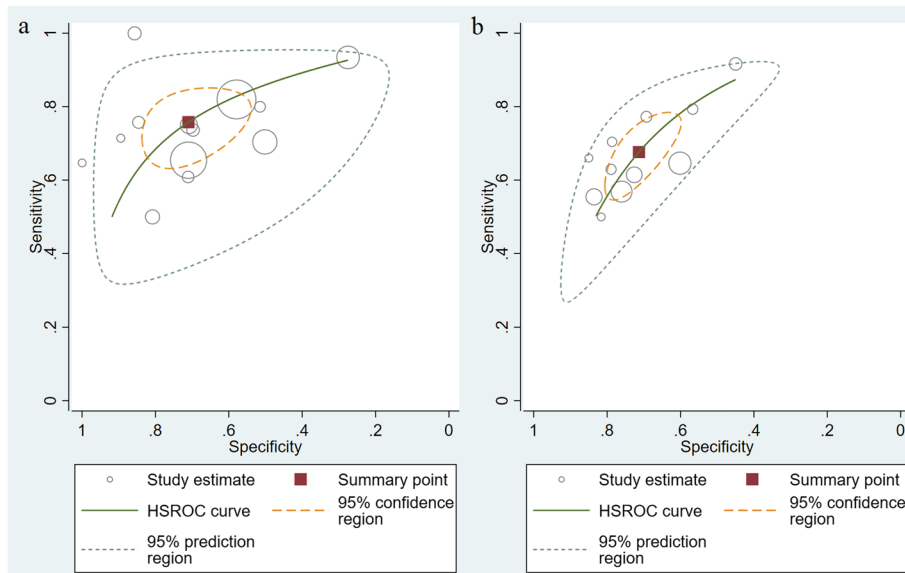 a
1
.8
.6
.4
.2
0
Sensitivity
1 .8 .6 .4 .2 0
Specificity
Study estimate Summary point
HSROC curve 95% confidence
region
95% prediction
region
b
1
.8
.6
.4
.2
0
Sensitivity
1 .8 .6 .4 .2 0
Specificity
Study estimate Summary point
HSROC curve 95% confidence
region
95% prediction
region